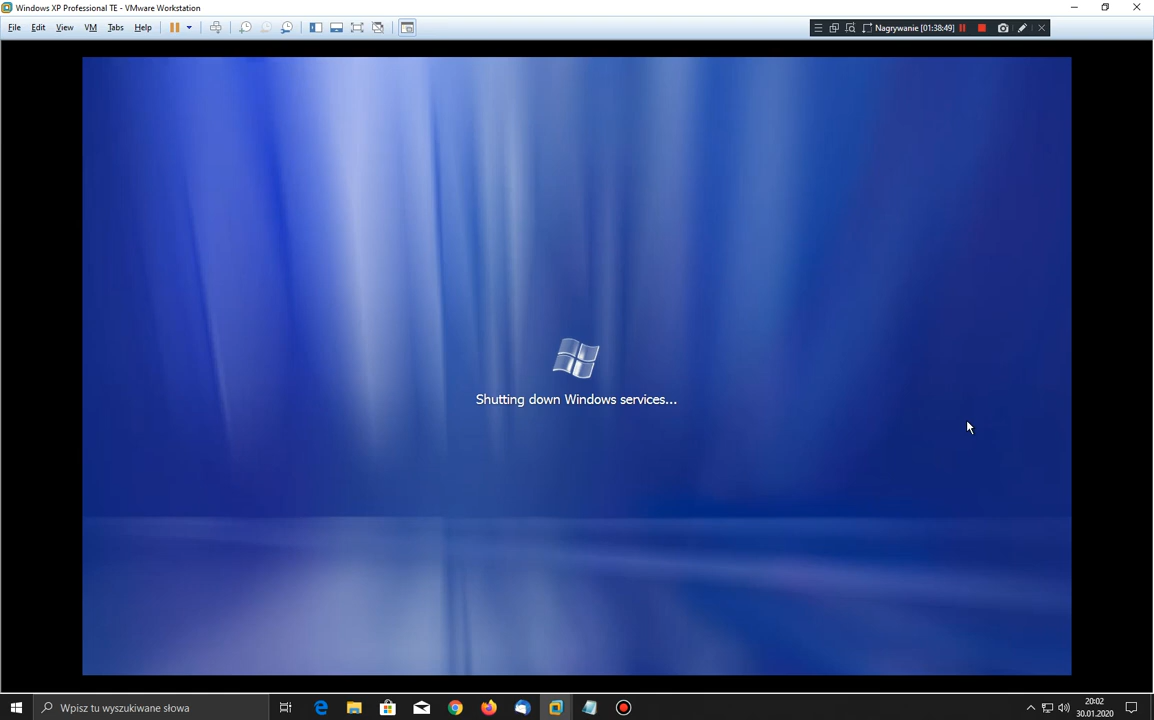 Windows XP Professional TE - VMware Workstation
File Edit View VM Tabs Help
Nagrywanie [01:38:49]
Shutting down Windows services...
Wpisz tu wyszukiwane słowa
20:02
30.01.2020